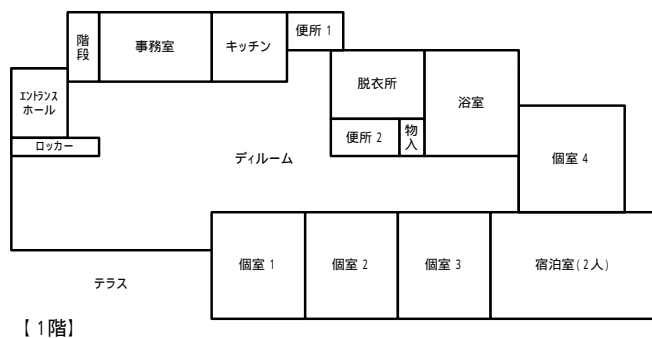 便所 1
階
段
事務室
キッチン
脱衣所
浴室
エントランス
ホール
便所 2
物
入
ロッカー
ディルーム
個室 4
個室 1
個室 2
個室 3
宿泊室(2人)
テラス
【 1階】